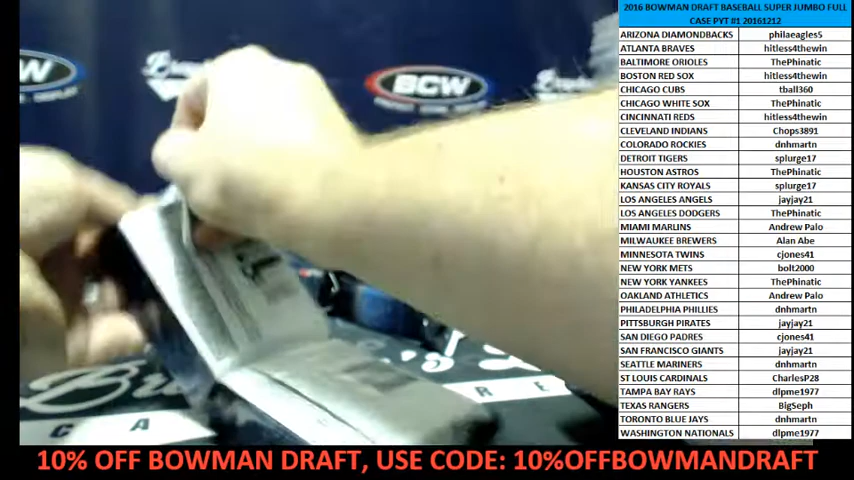 2016 BOWMAN DRAFT BASEBALL SUPER JUMBO FULL
CASE PYT #1 20161212
ARIZONA DIAMONDBACKS philaeagles5
ATLANTA BRAVES hitless4thewin
BALTIMORE ORIOLES ThePhinatic
BOSTON RED SOX hitless4thewin
CHICAGO CUBS tball360
CHICAGO WHITE SOX ThePhinatic
CINCINNATI REDS hitless4thewin
CLEVELAND INDIANS Chops3891
COLORADO ROCKIES dnhmartn
DETROIT TIGERS splurge17
HOUSTON ASTROS ThePhinatic
KANSAS CITY ROYALS splurge17
LOS ANGELES ANGELS jayjay21
LOS ANGELES DODGERS ThePhinatic
MIAMI MARLINS Andrew Palo
MILWAUKEE BREWERS Alan Abe
MINNESOTA TWINS cjones41
NEW YORK METS bolt2000
NEW YORK YANKEES ThePhinatic
OAKLAND ATHLETICS Andrew Palo
PHILADELPHIA PHILLIES dnhmartn
PITTSBURGH PIRATES jayjay21
SAN DIEGO PADRES cjones41
SAN FRANCISCO GIANTS jayjay21
SEATTLE MARINERS dnhmartn
ST LOUIS CARDINALS CharlesP28
TAMPA BAY RAYS dlpme1977
TEXAS RANGERS BigSeph
TORONTO BLUE JAYS dnhmartn
WASHINGTON NATIONALS dlpme1977
BCW
C A R E
10% OFF BOWMAN DRAFT, USE CODE: 10%OFFBOWMANDRAFT